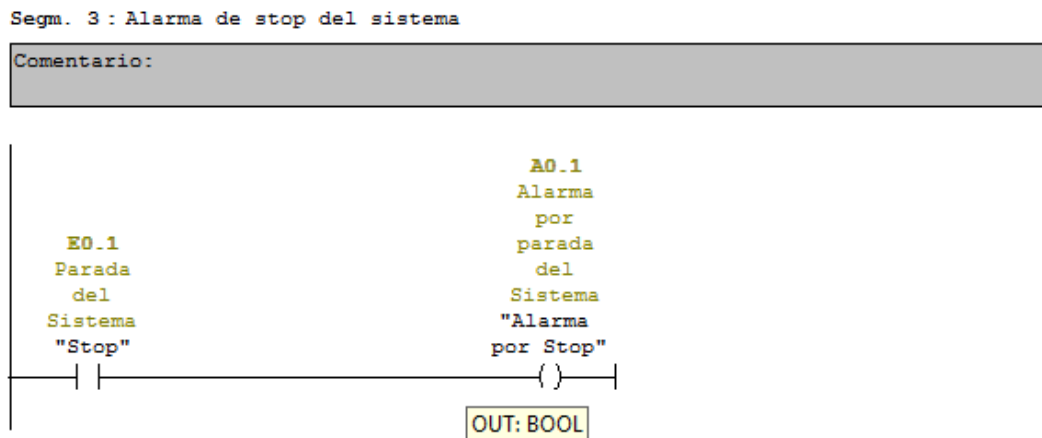 Segm. 3 : Alarma de stop del sistema
Comentario:
A0.1
Alarma
por
parada
del
Sistema
"Alarma
por Stop"
E0.1
Parada
del
Sistema
"Stop"
OUT: BOOL